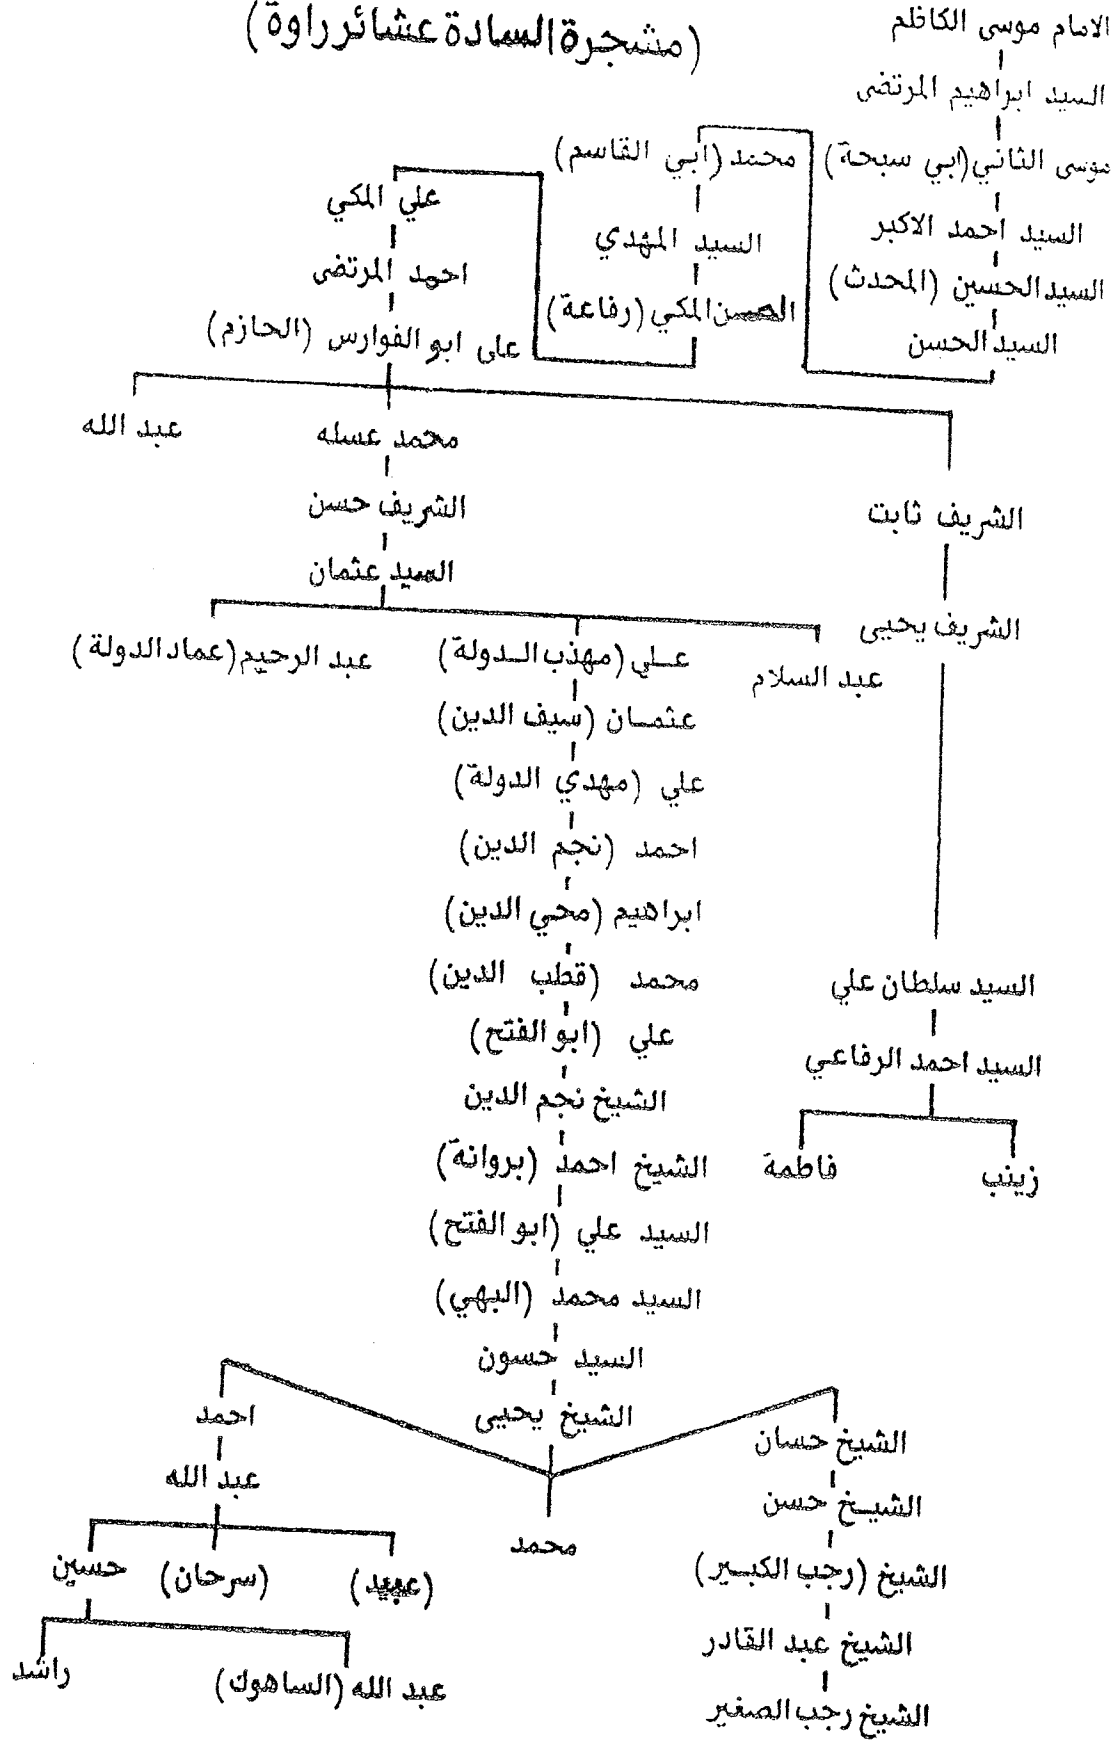 (مشجرة السادة عشائر راوة)
الامام موسى الكاظم
السيد ابراهيم المرتضى
موسى الثاني (ابي سبحة)
السيد احمد الاكبر
السيد الحسين (المحدث)
السيد الحسن
محمد (ابي القاسم)
السيد المهدي
الحسن المكي (رفاعة)
علي المكي
احمد المرتضى
على ابو الفوارس (الحازم)
عبد الله
محمد عسله
الشريف حسن
السيد عثمان
الشريف ثابت
الشريف يحيى
السيد سلطان علي
السيد احمد الرفاعي
زينب
فاطمة
عبد السلام
علي (مهذب الدولة)
عبد الرحيم (عماد الدولة)
عثمان (سيف الدين)
علي (مهدي الدولة)
احمد (نجم الدين)
ابراهيم (محي الدين)
محمد (قطب الدين)
علي (ابو الفتح)
الشيخ نجم الدين
الشيخ احمد (بروانة)
السيد علي (ابو الفتح)
السيد محمد (البهي)
السيد حسون
الشيخ يحيى
الشيخ حسان
الشيخ حسن
الشيخ (رجب الكبير)
الشيخ عبد القادر
الشيخ رجب الصغير
محمد
احمد
عبد الله
(عبيد)
(سرحان)
حسين
عبد الله (الساهوك)
راشد